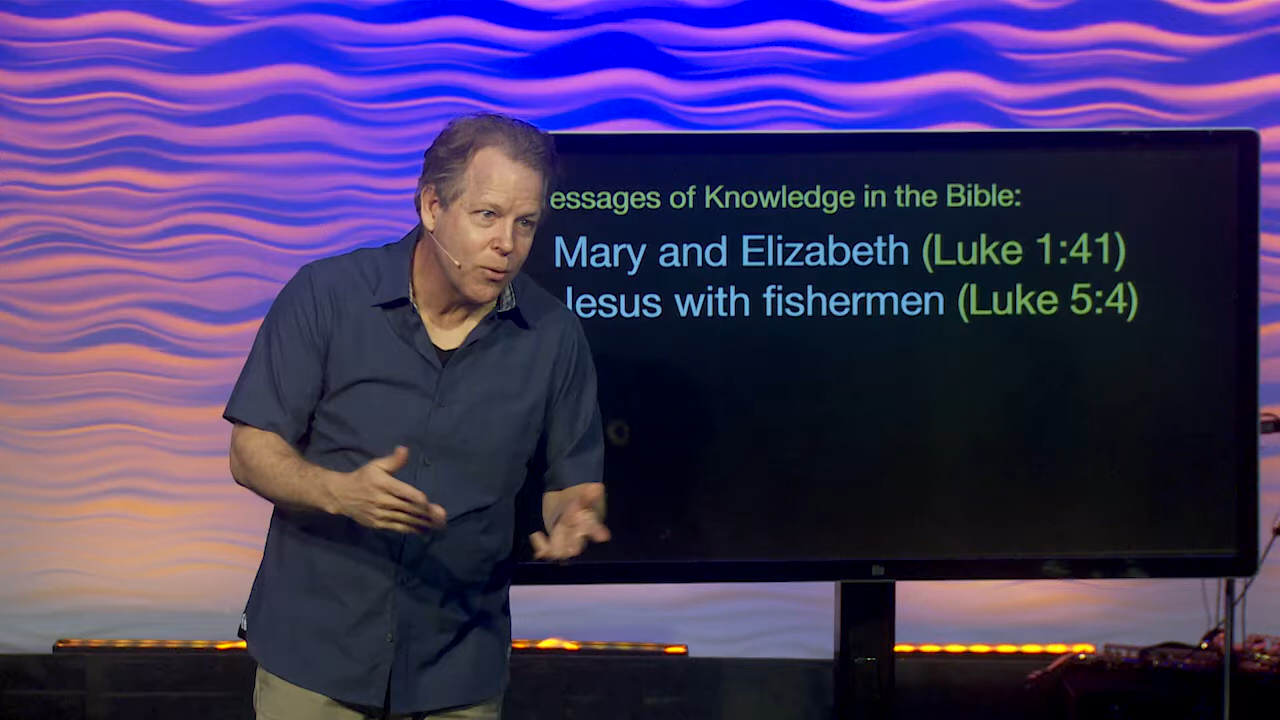 essages of Knowledge in the Bible:
Mary and Elizabeth (Luke 1:41)
Jesus with fishermen (Luke 5:4)